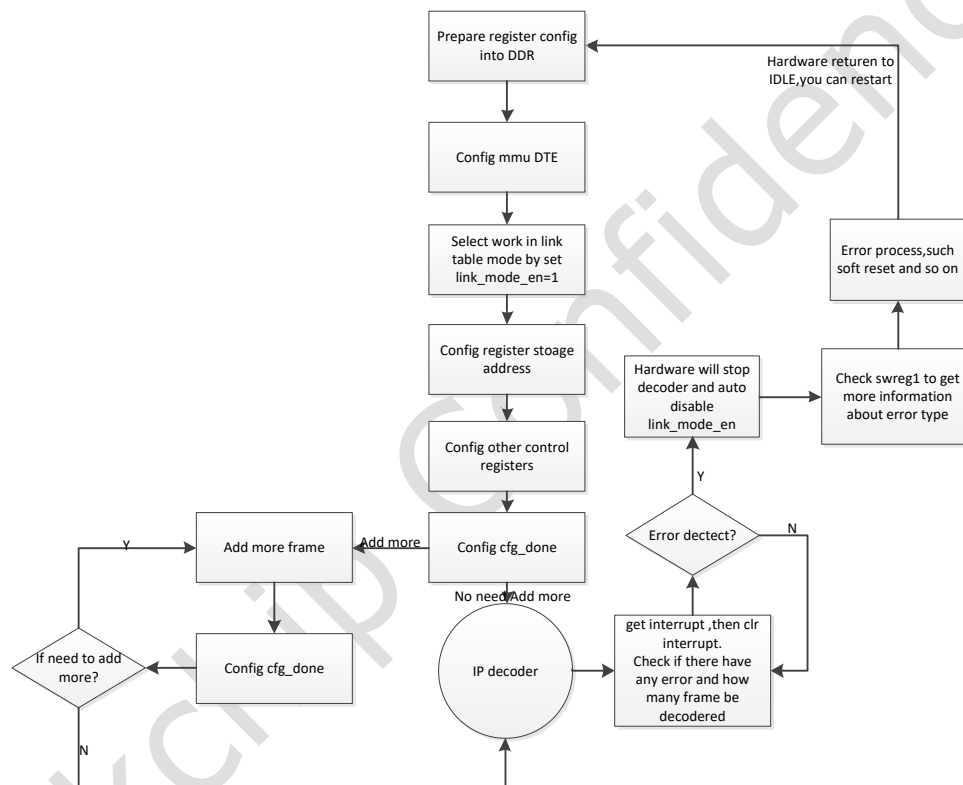 Prepare register config
into DDR
Hardware returen to
IDLE,you can restart
Config mmu DTE
Select work in link
table mode by set
link_mode_en=1
Error process,such
soft reset and so on
Config register stoage
address
Hardware will stop
decoder and auto
disable
link_mode_en
Check swreg1 to get
more information
about error type
Config other control
registers
Y
Error dectect?
N
Add more frame
Y
Add more
Config cfg_done
No need Add more
If need to add
more?
Config cfg_done
IP decoder
get interrupt ,then clr
interrupt.
Check if there have
any error and how
many frame be
decodered
N
kchip Confidenc